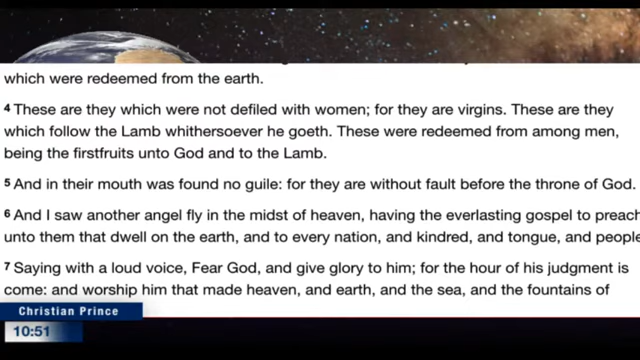 which were redeemed from the earth.
4 These are they which were not defiled with women; for they are virgins. These are they
which follow the Lamb whithersoever he goeth. These were redeemed from among men,
being the firstfruits unto God and to the Lamb.
5 And in their mouth was found no guile: for they are without fault before the throne of God.
6 And I saw another angel fly in the midst of heaven, having the everlasting gospel to preach
unto them that dwell on the earth, and to every nation, and kindred, and tongue, and people
7 Saying with a loud voice, Fear God, and give glory to him; for the hour of his judgment is
come: and worship him that made heaven, and earth, and the sea, and the fountains of
Christian Prince
10:51